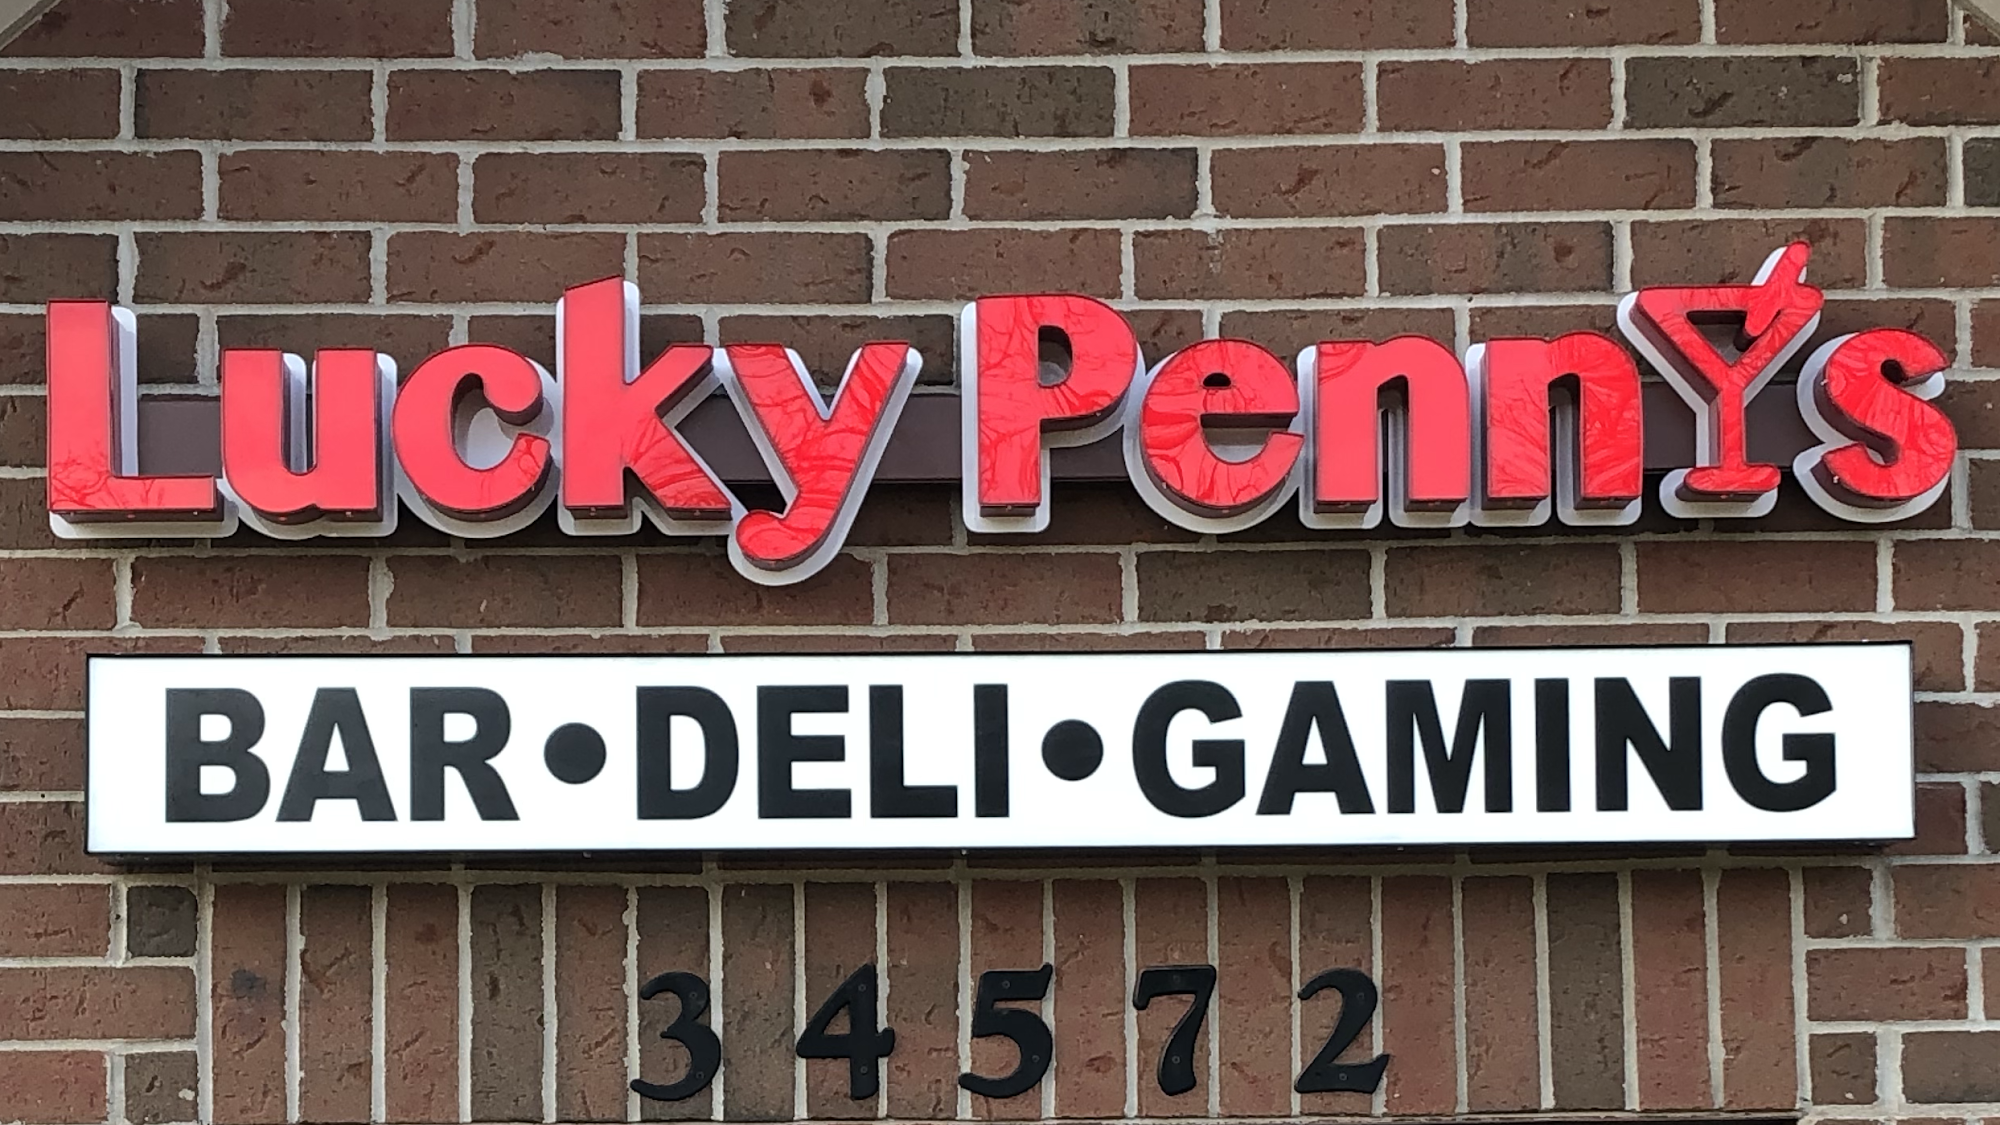 Lucky Penny's
BAR•DELI•GAMING
34572